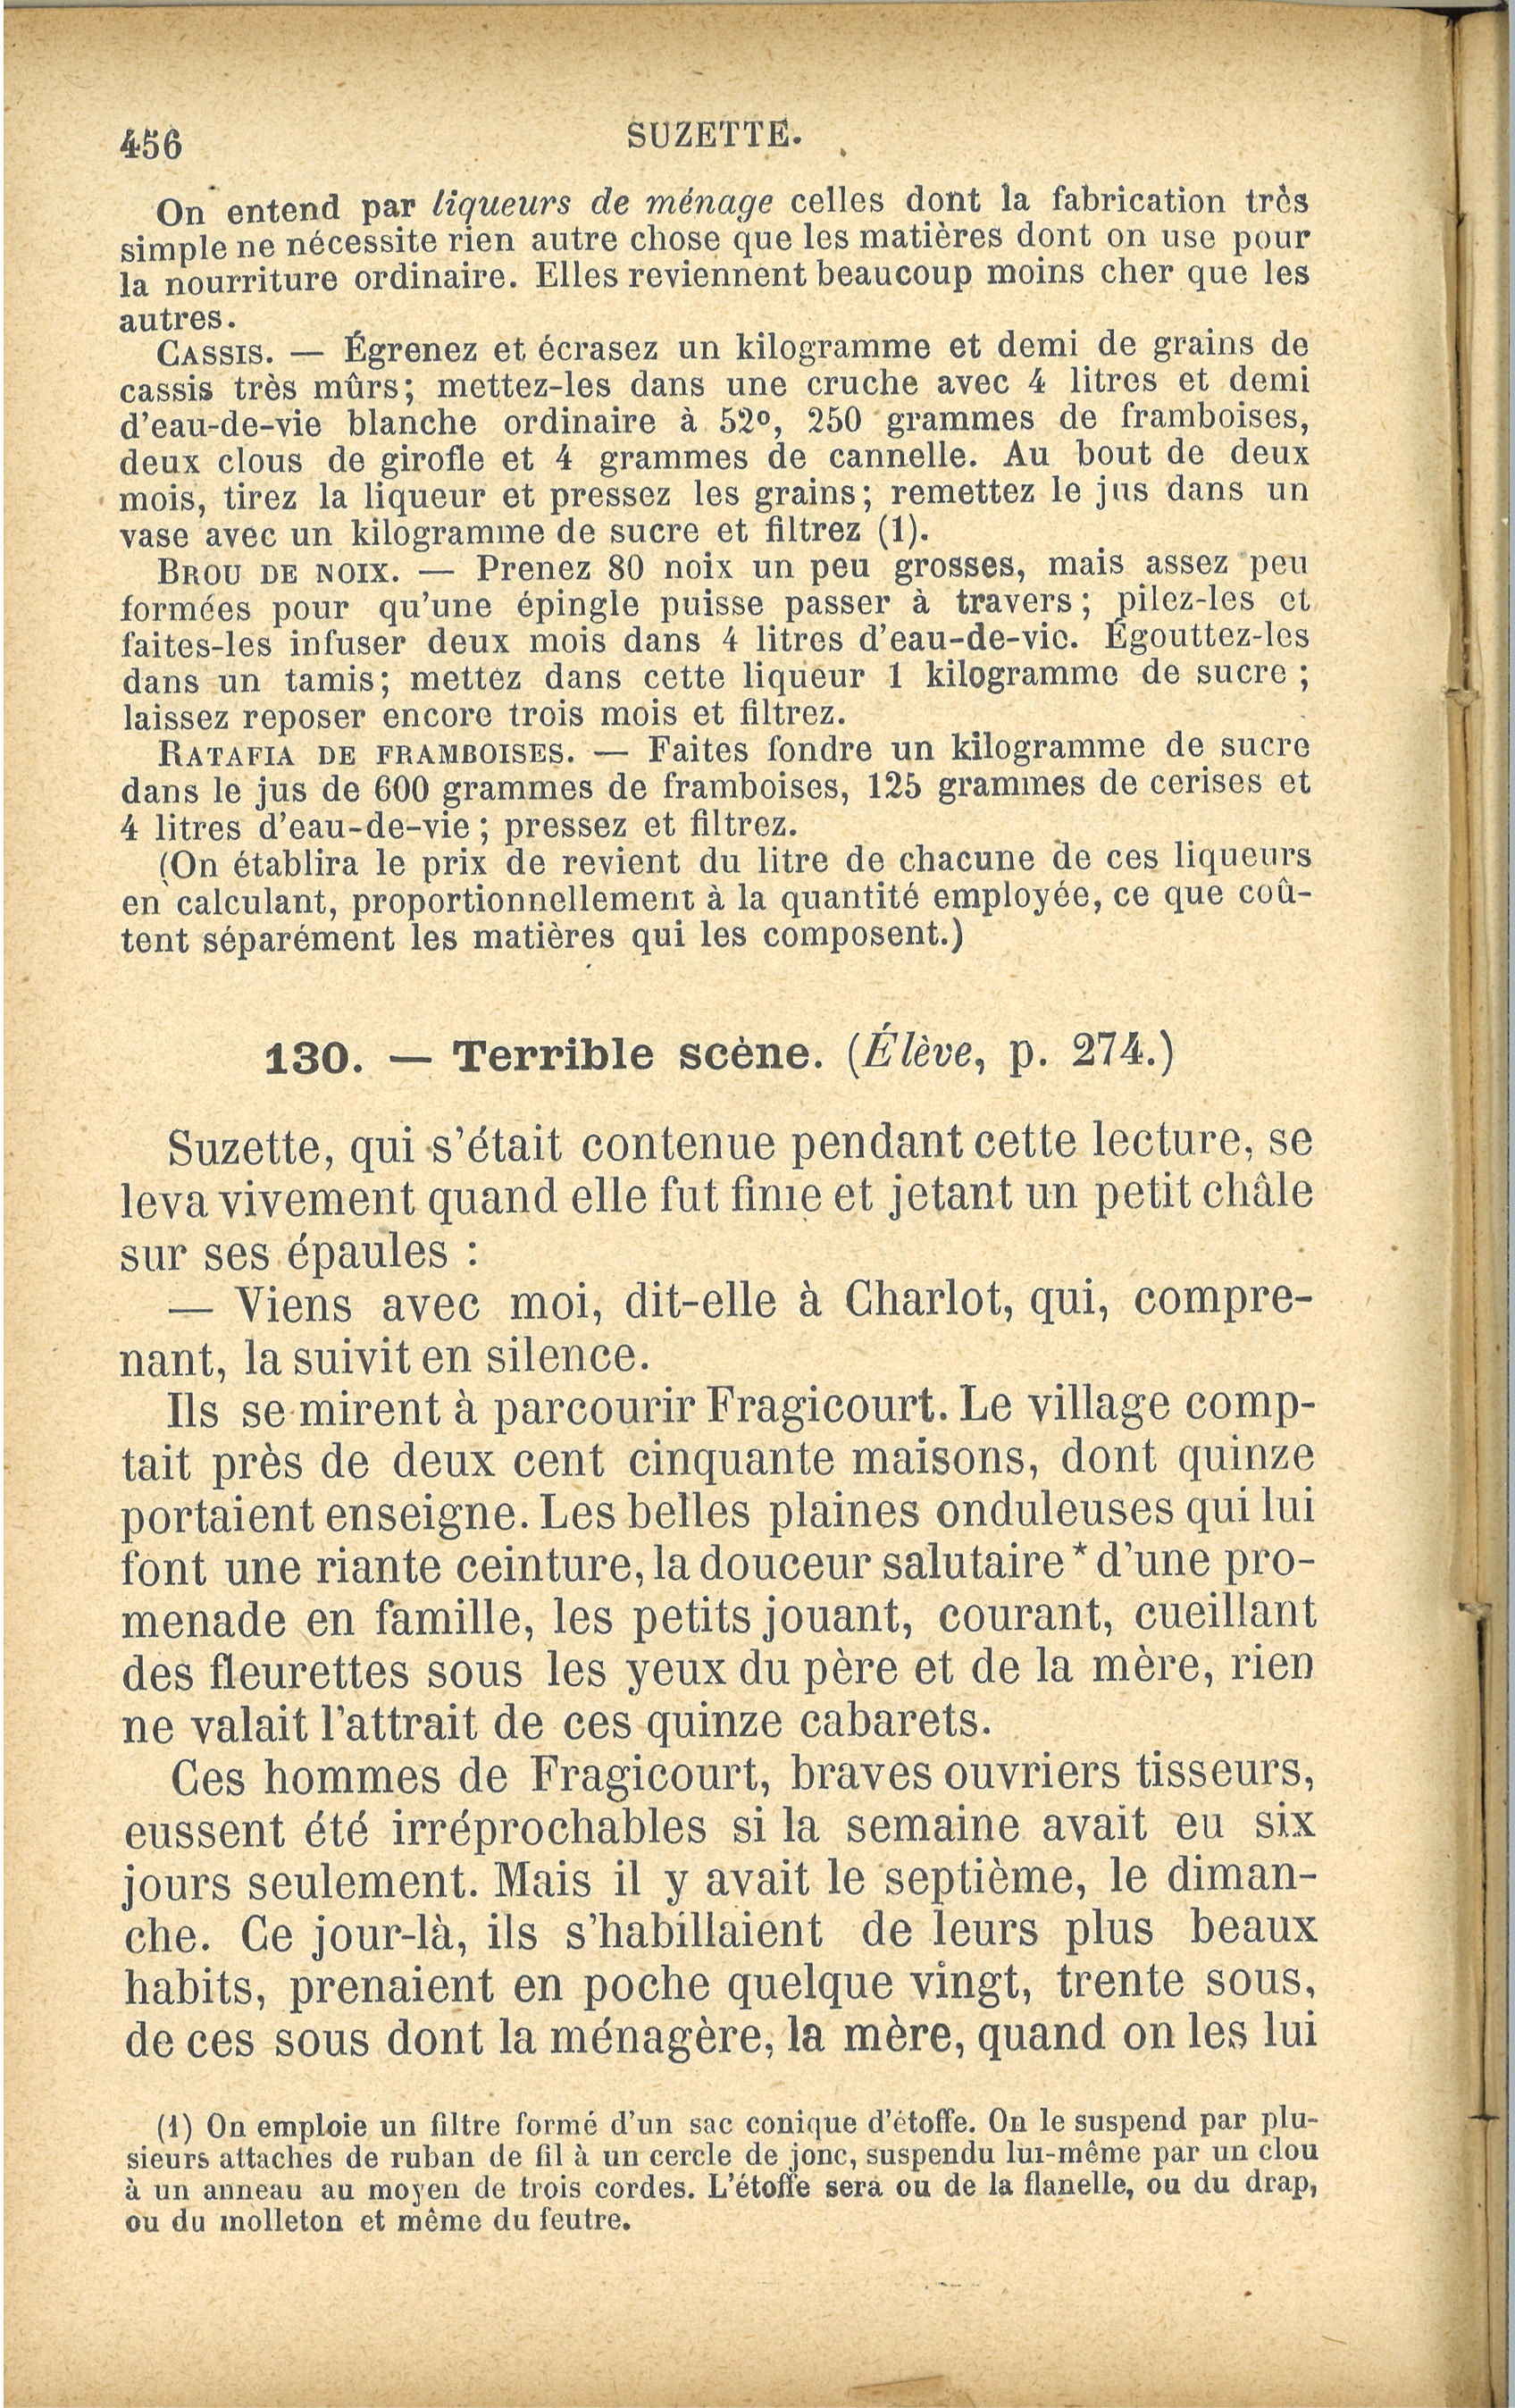 456
SUZETTE.
On entend par liqueurs de ménage celles dont la fabrication très
simple ne nécessite rien autre chose que les matières dont on use pour
la nourriture ordinaire. Elles reviennent beaucoup moins cher que les
autres.
CASSIS. — Égrenez et écrasez un kilogramme et demi de grains de
cassis très mûrs; mettez-les dans une cruche avec 4 litres et demi
d'eau-de-vie blanche ordinaire à 52°, 250 grammes de framboises,
deux clous de girofle et 4 grammes de cannelle. Au bout de deux
mois, tirez la liqueur et pressez les grains; remettez le jus dans un
vase avec un kilogramme de sucre et filtrez (1).
BROU DE NOIX. — Prenez 80 noix un peu grosses, mais assez peu
formées pour qu'une épingle puisse passer à travers; pilez-les et
faites-les infuser deux mois dans 4 litres d'eau-de-vie. Égouttez-les
dans un tamis; mettez dans cette liqueur 1 kilogramme de sucre;
laissez reposer encore trois mois et filtrez.
RATAFIA DE FRAMBOISES. — Faites fondre un kilogramme de sucre
dans le jus de 600 grammes de framboises, 125 grammes de cerises et
4 litres d'eau-de-vie; pressez et filtrez.
(On établira le prix de revient du litre de chacune de ces liqueurs
en calculant, proportionnellement à la quantité employée, ce que coû-
tent séparément les matières qui les composent.)
130. — Terrible scène. (Élève, p. 274.)
Suzette, qui s'était contenue pendant cette lecture, se
leva vivement quand elle fut finie et jetant un petit châle
sur ses épaules :
— Viens avec moi, dit-elle à Charlot, qui, compre-
nant, la suivit en silence.
Ils se mirent à parcourir Fragicourt. Le village comp-
tait près de deux cent cinquante maisons, dont quinze
portaient enseigne. Les belles plaines onduleuses qui lui
font une riante ceinture, la douceur salutaire* d'une pro-
menade en famille, les petits jouant, courant, cueillant
des fleurettes sous les yeux du père et de la mère, rien
ne valait l'attrait de ces quinze cabarets.
Ces hommes de Fragicourt, braves ouvriers tisseurs,
eussent été irréprochables si la semaine avait eu six
jours seulement. Mais il y avait le septième, le diman-
che. Ce jour-là, ils s'habillaient de leurs plus beaux
habits, prenaient en poche quelque vingt, trente sous,
de ces sous dont la ménagère, la mère, quand on les lui
(1) On emploie un filtre formé d'un sac conique d'étoffe. On le suspend par plu-
sieurs attaches de ruban de fil à un cercle de jonc, suspendu lui-même par un clou
à un anneau au moyen de trois cordes. L'étoffe sera ou de la flanelle, ou du drap,
ou du molleton et même du feutre.